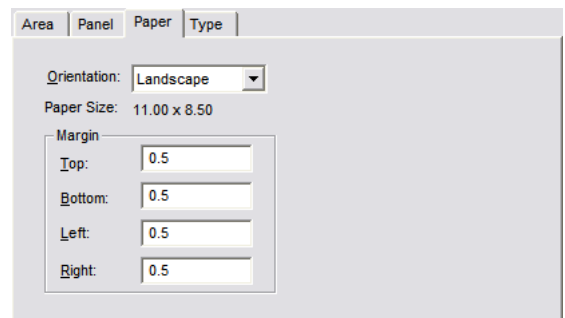 Area Panel Paper Type
Orientation: Landscape
Paper Size: 11.00 x 8.50
Margin
Top: 0.5
Bottom: 0.5
Left: 0.5
Right: 0.5